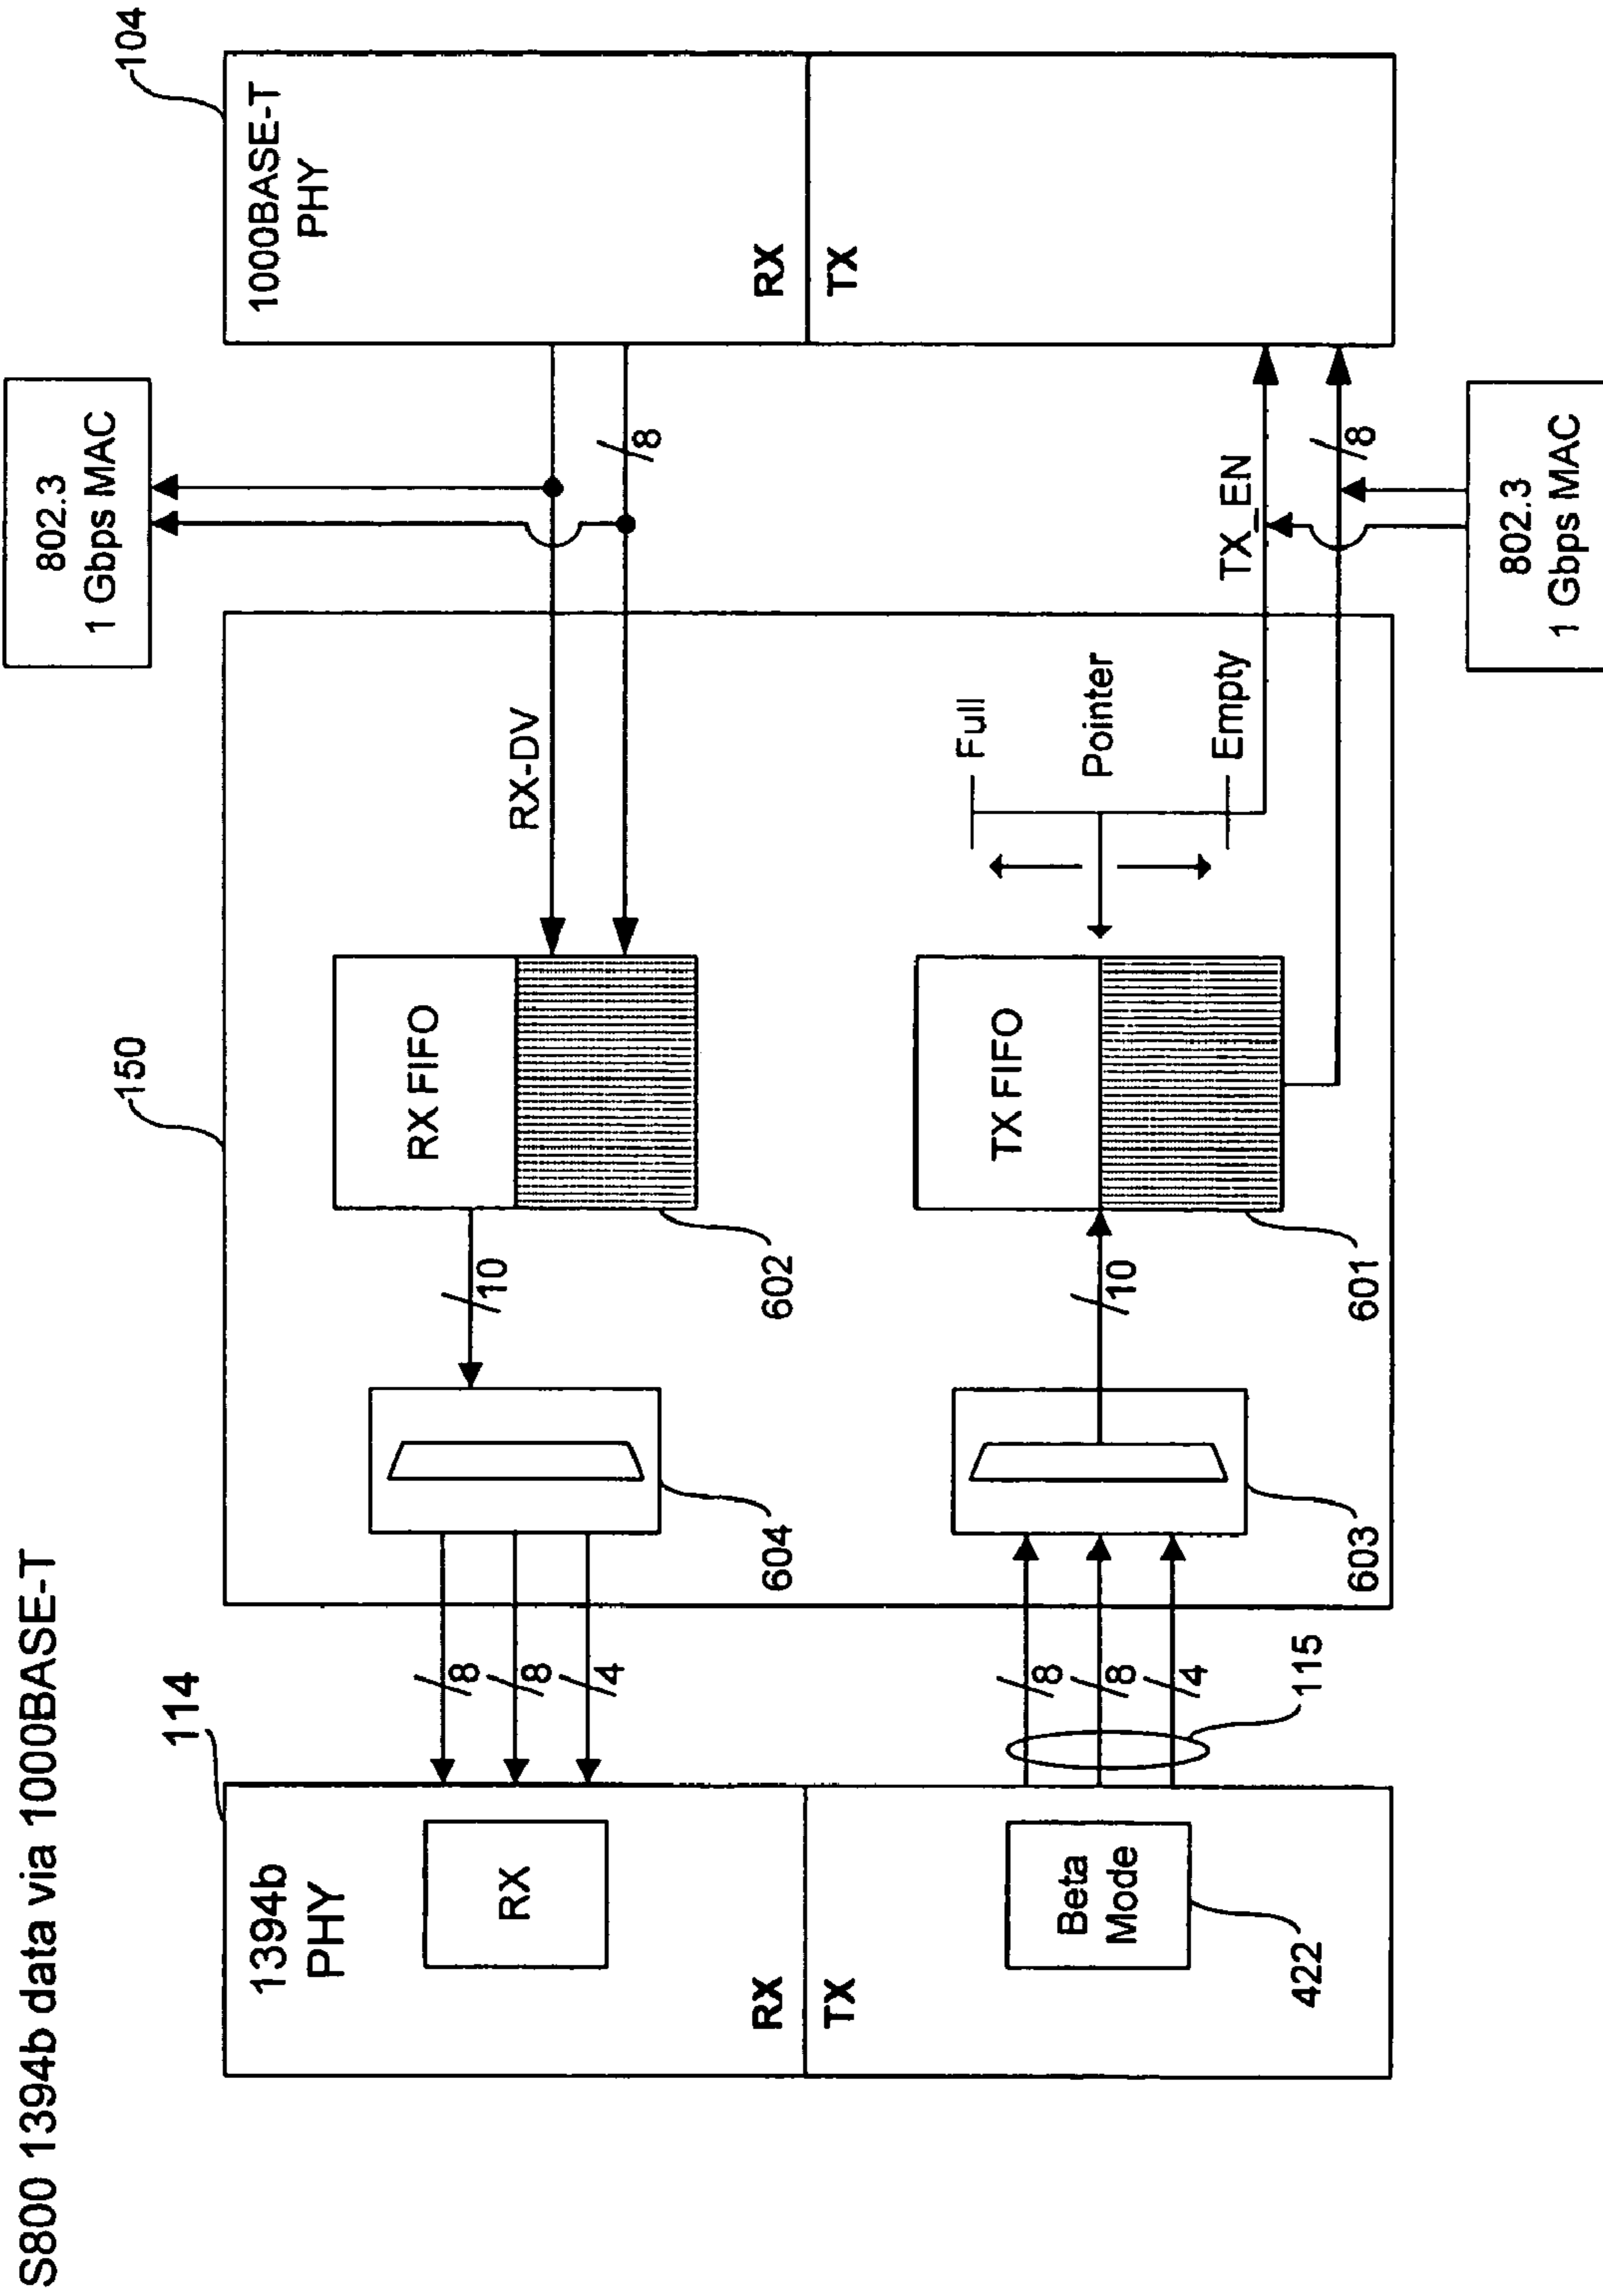 S800 1394b data via 1000BASE-T
114
1394b
PHY
RX
RX
TX
Beta
Mode
422
8
8
4
8
8
4
115
150
604
10
RX FIFO
602
RX-DV
603
10
TX FIFO
601
Full
Pointer
Empty
TX_EN
802.3
1 Gbps MAC
8
8
802.3
1 Gbps MAC
104
1000BASE-T
PHY
RX
TX